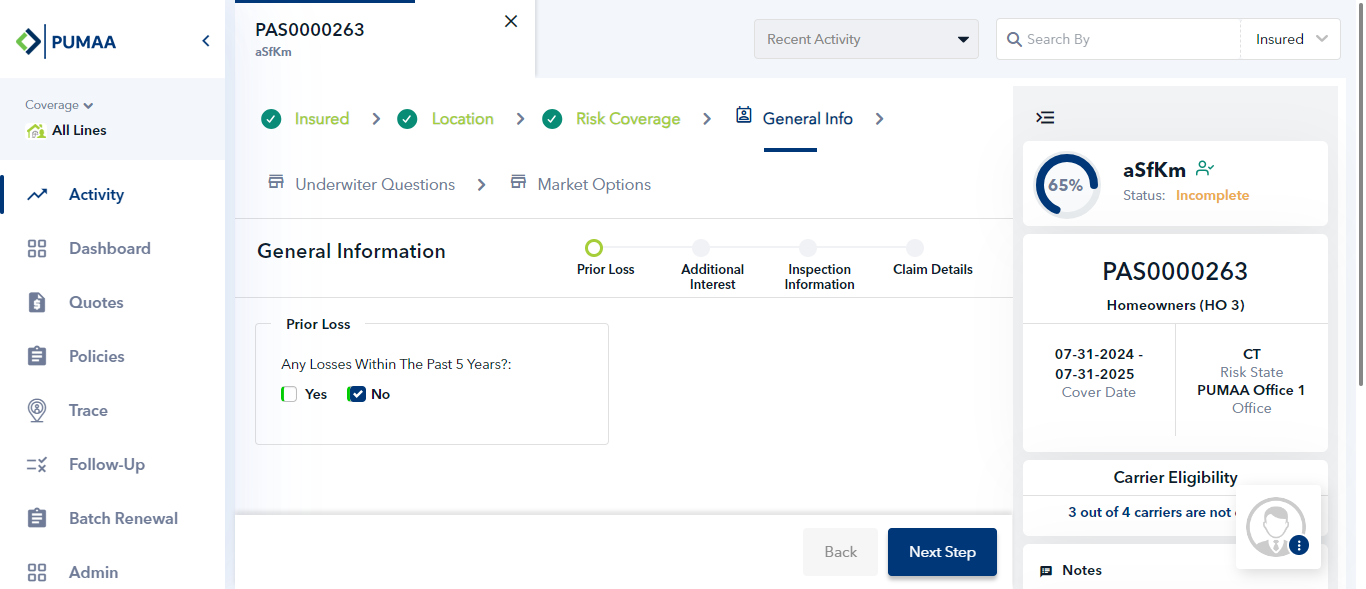 PUMAA
Coverage
All Lines
Activity
Dashboard
Quotes
Policies
Trace
Follow-Up
Batch Renewal
Admin
PAS0000263
aSfKm
Recent Activity
Search By
Insured
Insured
Location
Risk Coverage
General Info
Underwiter Questions
Market Options
General Information
Prior Loss
Additional
Interest
Inspection
Information
Claim Details
Prior Loss
Any Losses Within The Past 5 Years?:
Yes
No
Back
Next Step
65%
aSfKm
Status: Incomplete
PAS0000263
Homeowners (HO 3)
07-31-2024 -
07-31-2025
Cover Date
CT
Risk State
PUMAA Office 1
Office
Carrier Eligibility
3 out of 4 carriers are not
Notes